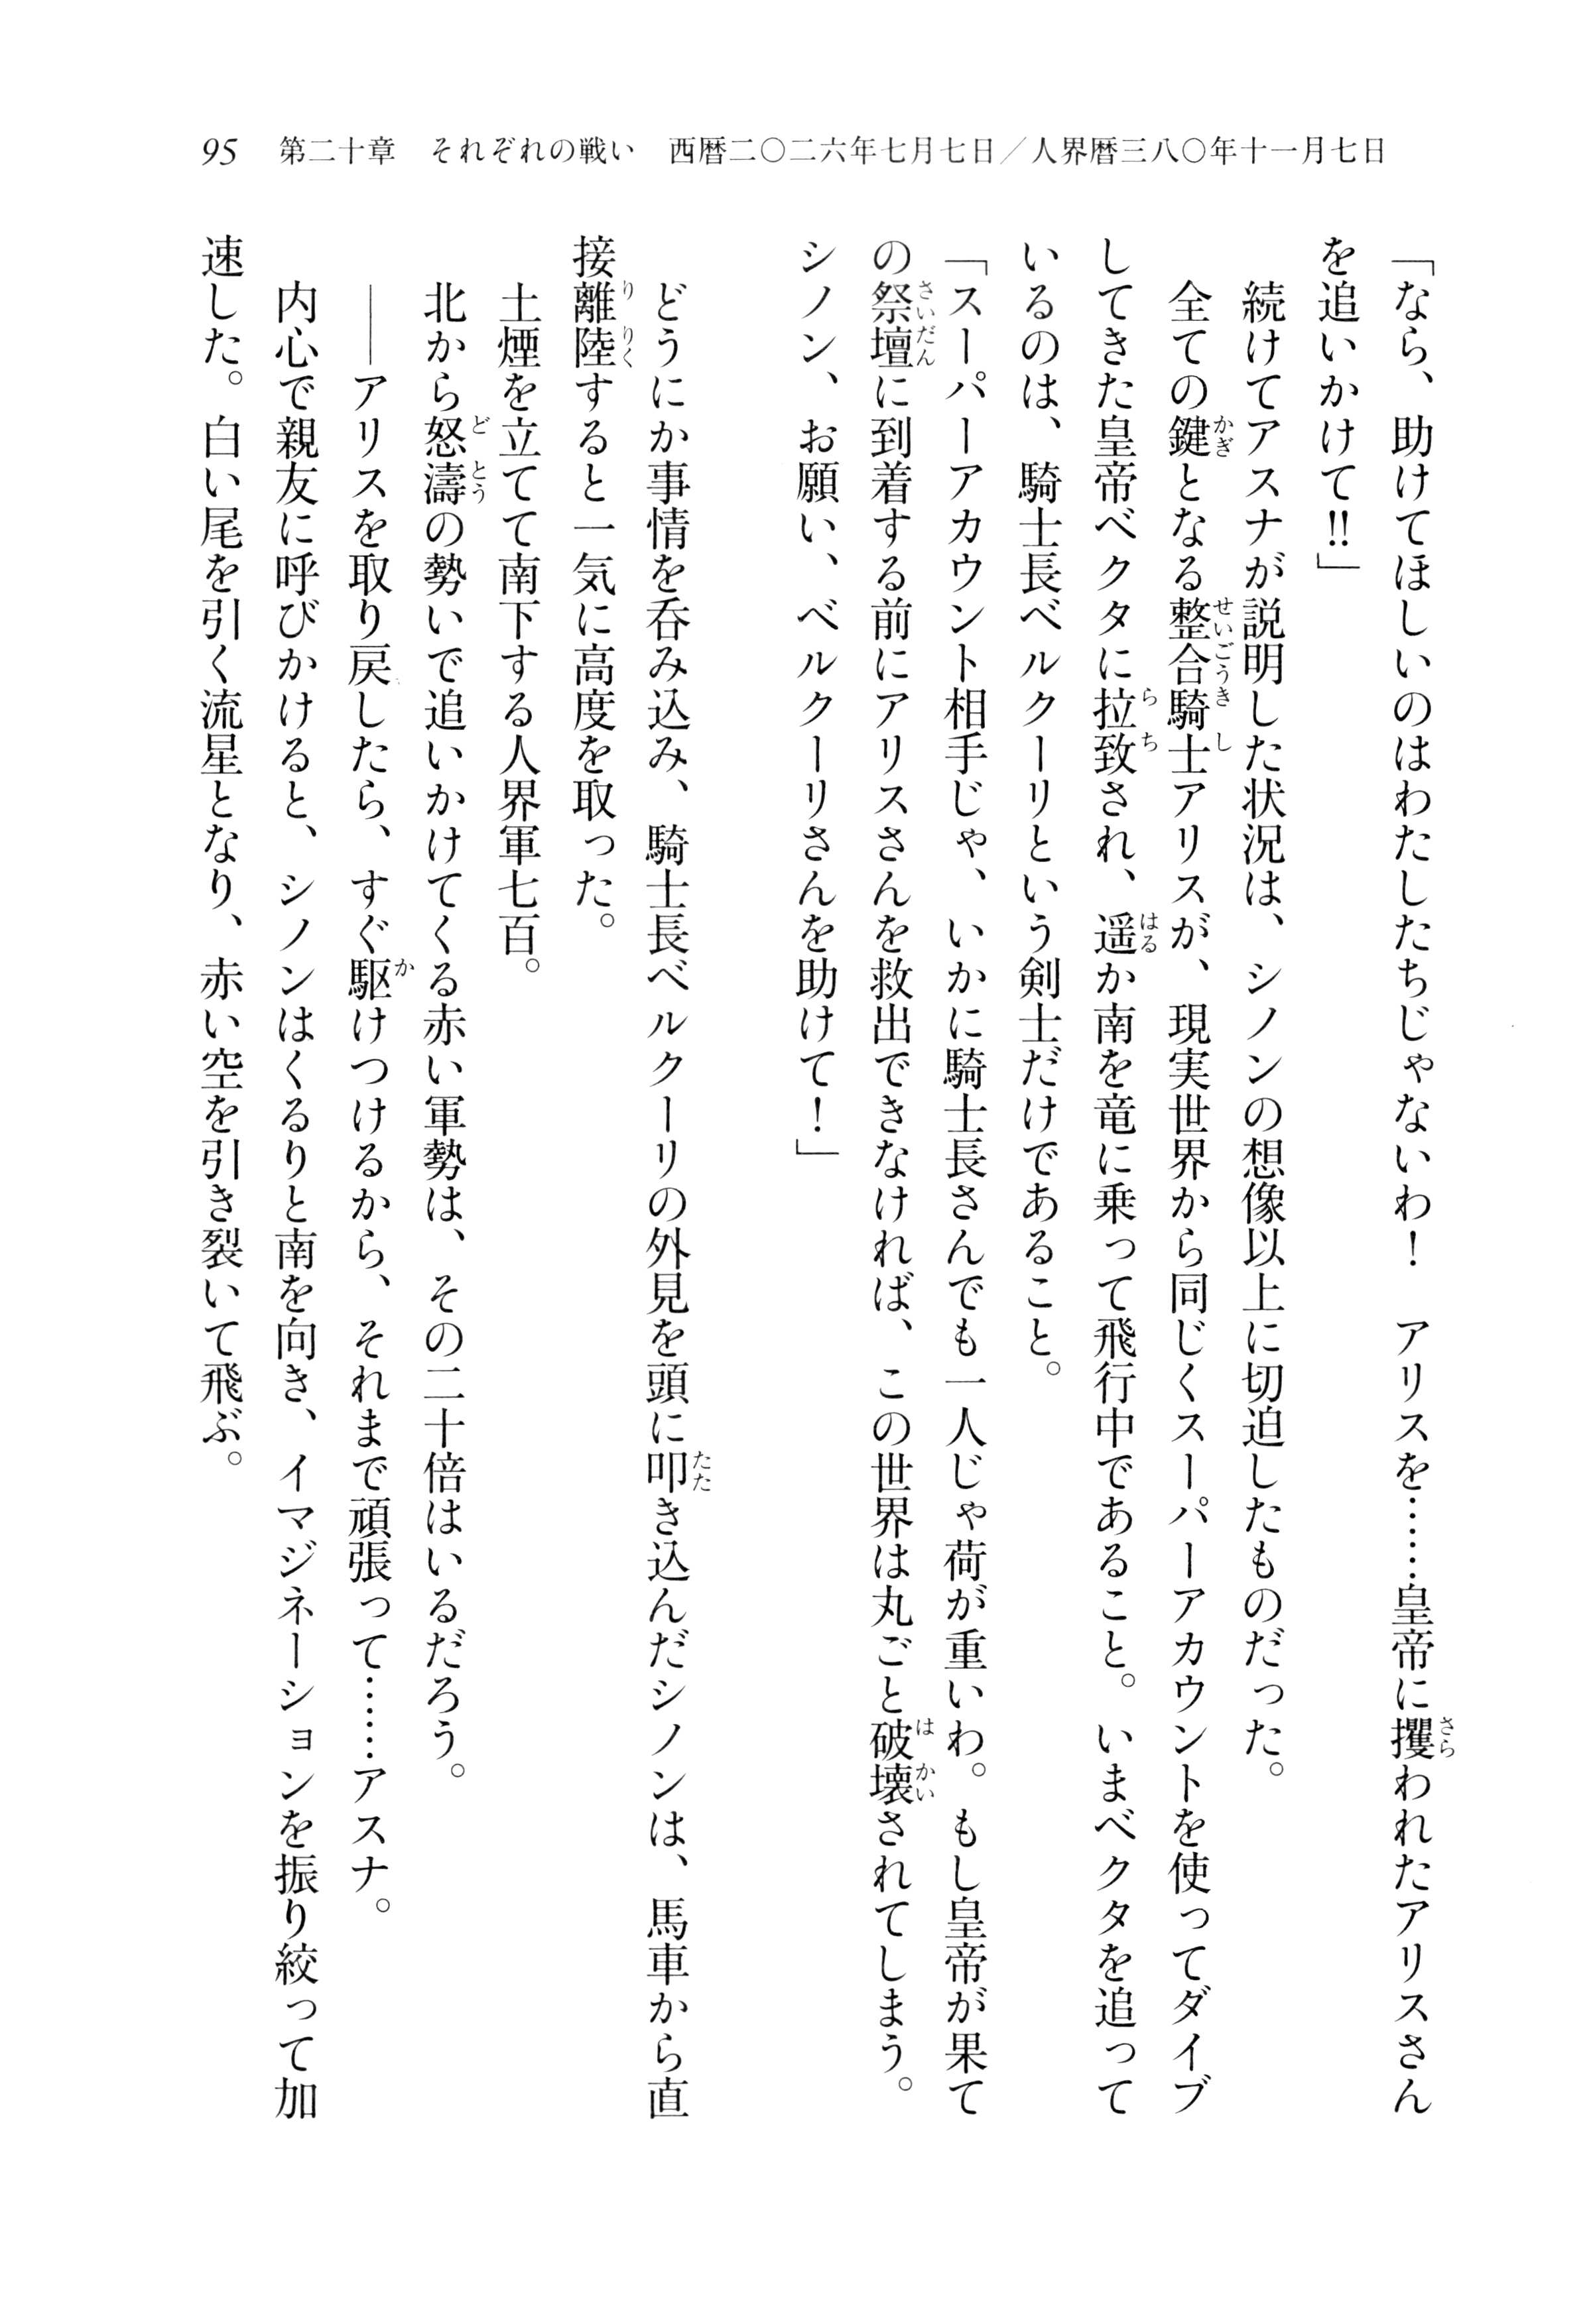 95　第二十章　それぞれの戦い　西暦二〇二六年七月七日／人界暦三八〇年十一月七日
「なら、助けてほしいのはわたしたちじゃないわ！　アリスを……皇帝に攫われたアリスさん
を追いかけて‼」
　続けてアスナが説明した状況は、シノンの想像以上に切迫したものだった。
　全ての鍵となる整合騎士アリスが、現実世界から同じくスーパーアカウントを使ってダイブ
してきた皇帝ベクタに拉致され、遥か南を竜に乗って飛行中であること。いまベクタを追って
いるのは、騎士長ベルクーリという剣士だけであること。
「スーパーアカウント相手じゃ、いかに騎士長さんでも一人じゃ荷が重いわ。もし皇帝が果て
の祭壇に到着する前にアリスさんを救出できなければ、この世界は丸ごと破壊されてしまう。
シノン、お願い、ベルクーリさんを助けて！」
　どうにか事情を呑み込み、騎士長ベルクーリの外見を頭に叩き込んだシノンは、馬車から直
接離陸すると一気に高度を取った。
　土煙を立てて南下する人界軍七百。
　北から怒濤の勢いで追いかけてくる赤い軍勢は、その二十倍はいるだろう。
　――アリスを取り戻したら、すぐ駆けつけるから、それまで頑張って……アスナ。
　内心で親友に呼びかけると、シノンはくるりと南を向き、イマジネーションを振り絞って加
速した。白い尾を引く流星となり、赤い空を引き裂いて飛ぶ。